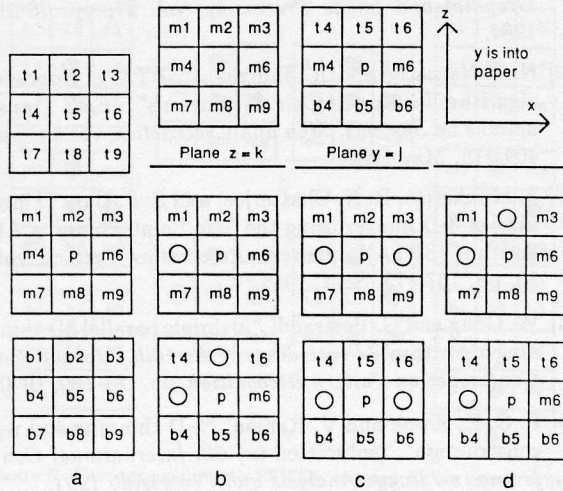 t1 t2 t3
t4 t5 t6
t7 t8 t9
m1 m2 m3
m4 p m6
m7 m8 m9
b1 b2 b3
b4 b5 b6
b7 b8 b9
a
m1 m2 m3
m4 m6
m7 m8 m9
Plane z = k
m1 m2 m3
p m6
m7 m8 m9
t4 t5 t6
p m6
b4 b5 b6
b
t4 t5 t6
m4 m6
b4 b5 b6
Plane y = j
m1 m2 m3
p m6
m7 m8 m9
t4 t5 t6
p
b4 b5 b6
c
z
y is into
paper
x
m1 m3
p m6
m7 m8 m9
t4 t5 t6
p m6
b4 b5 b6
d